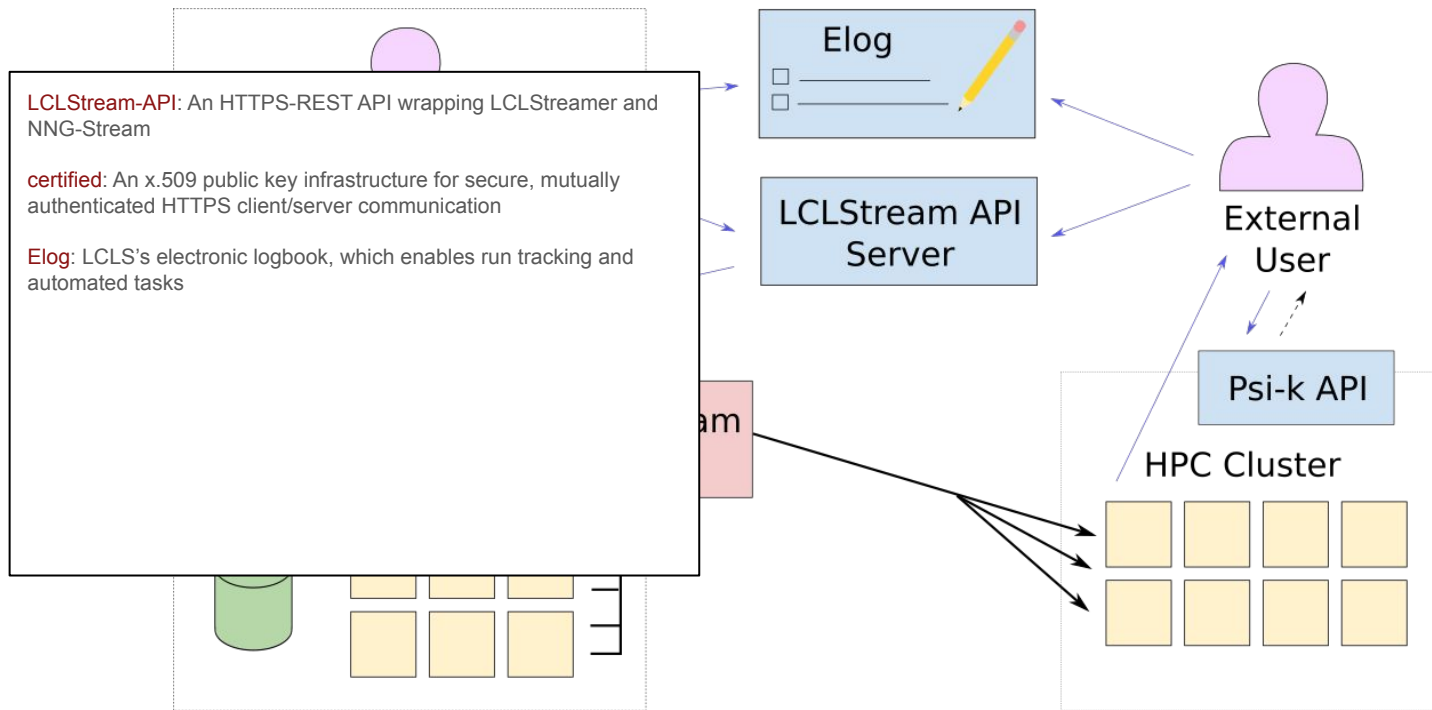 LCLStream-API: An HTTPS-REST API wrapping LCLStreamer and
NNG-Stream
certified: An x.509 public key infrastructure for secure, mutually
authenticated HTTPS client/server communication
Elog: LCLS's electronic logbook, which enables run tracking and
automated tasks
Elog
LCLStream API
Server
External
User
Psi-k API
HPC Cluster